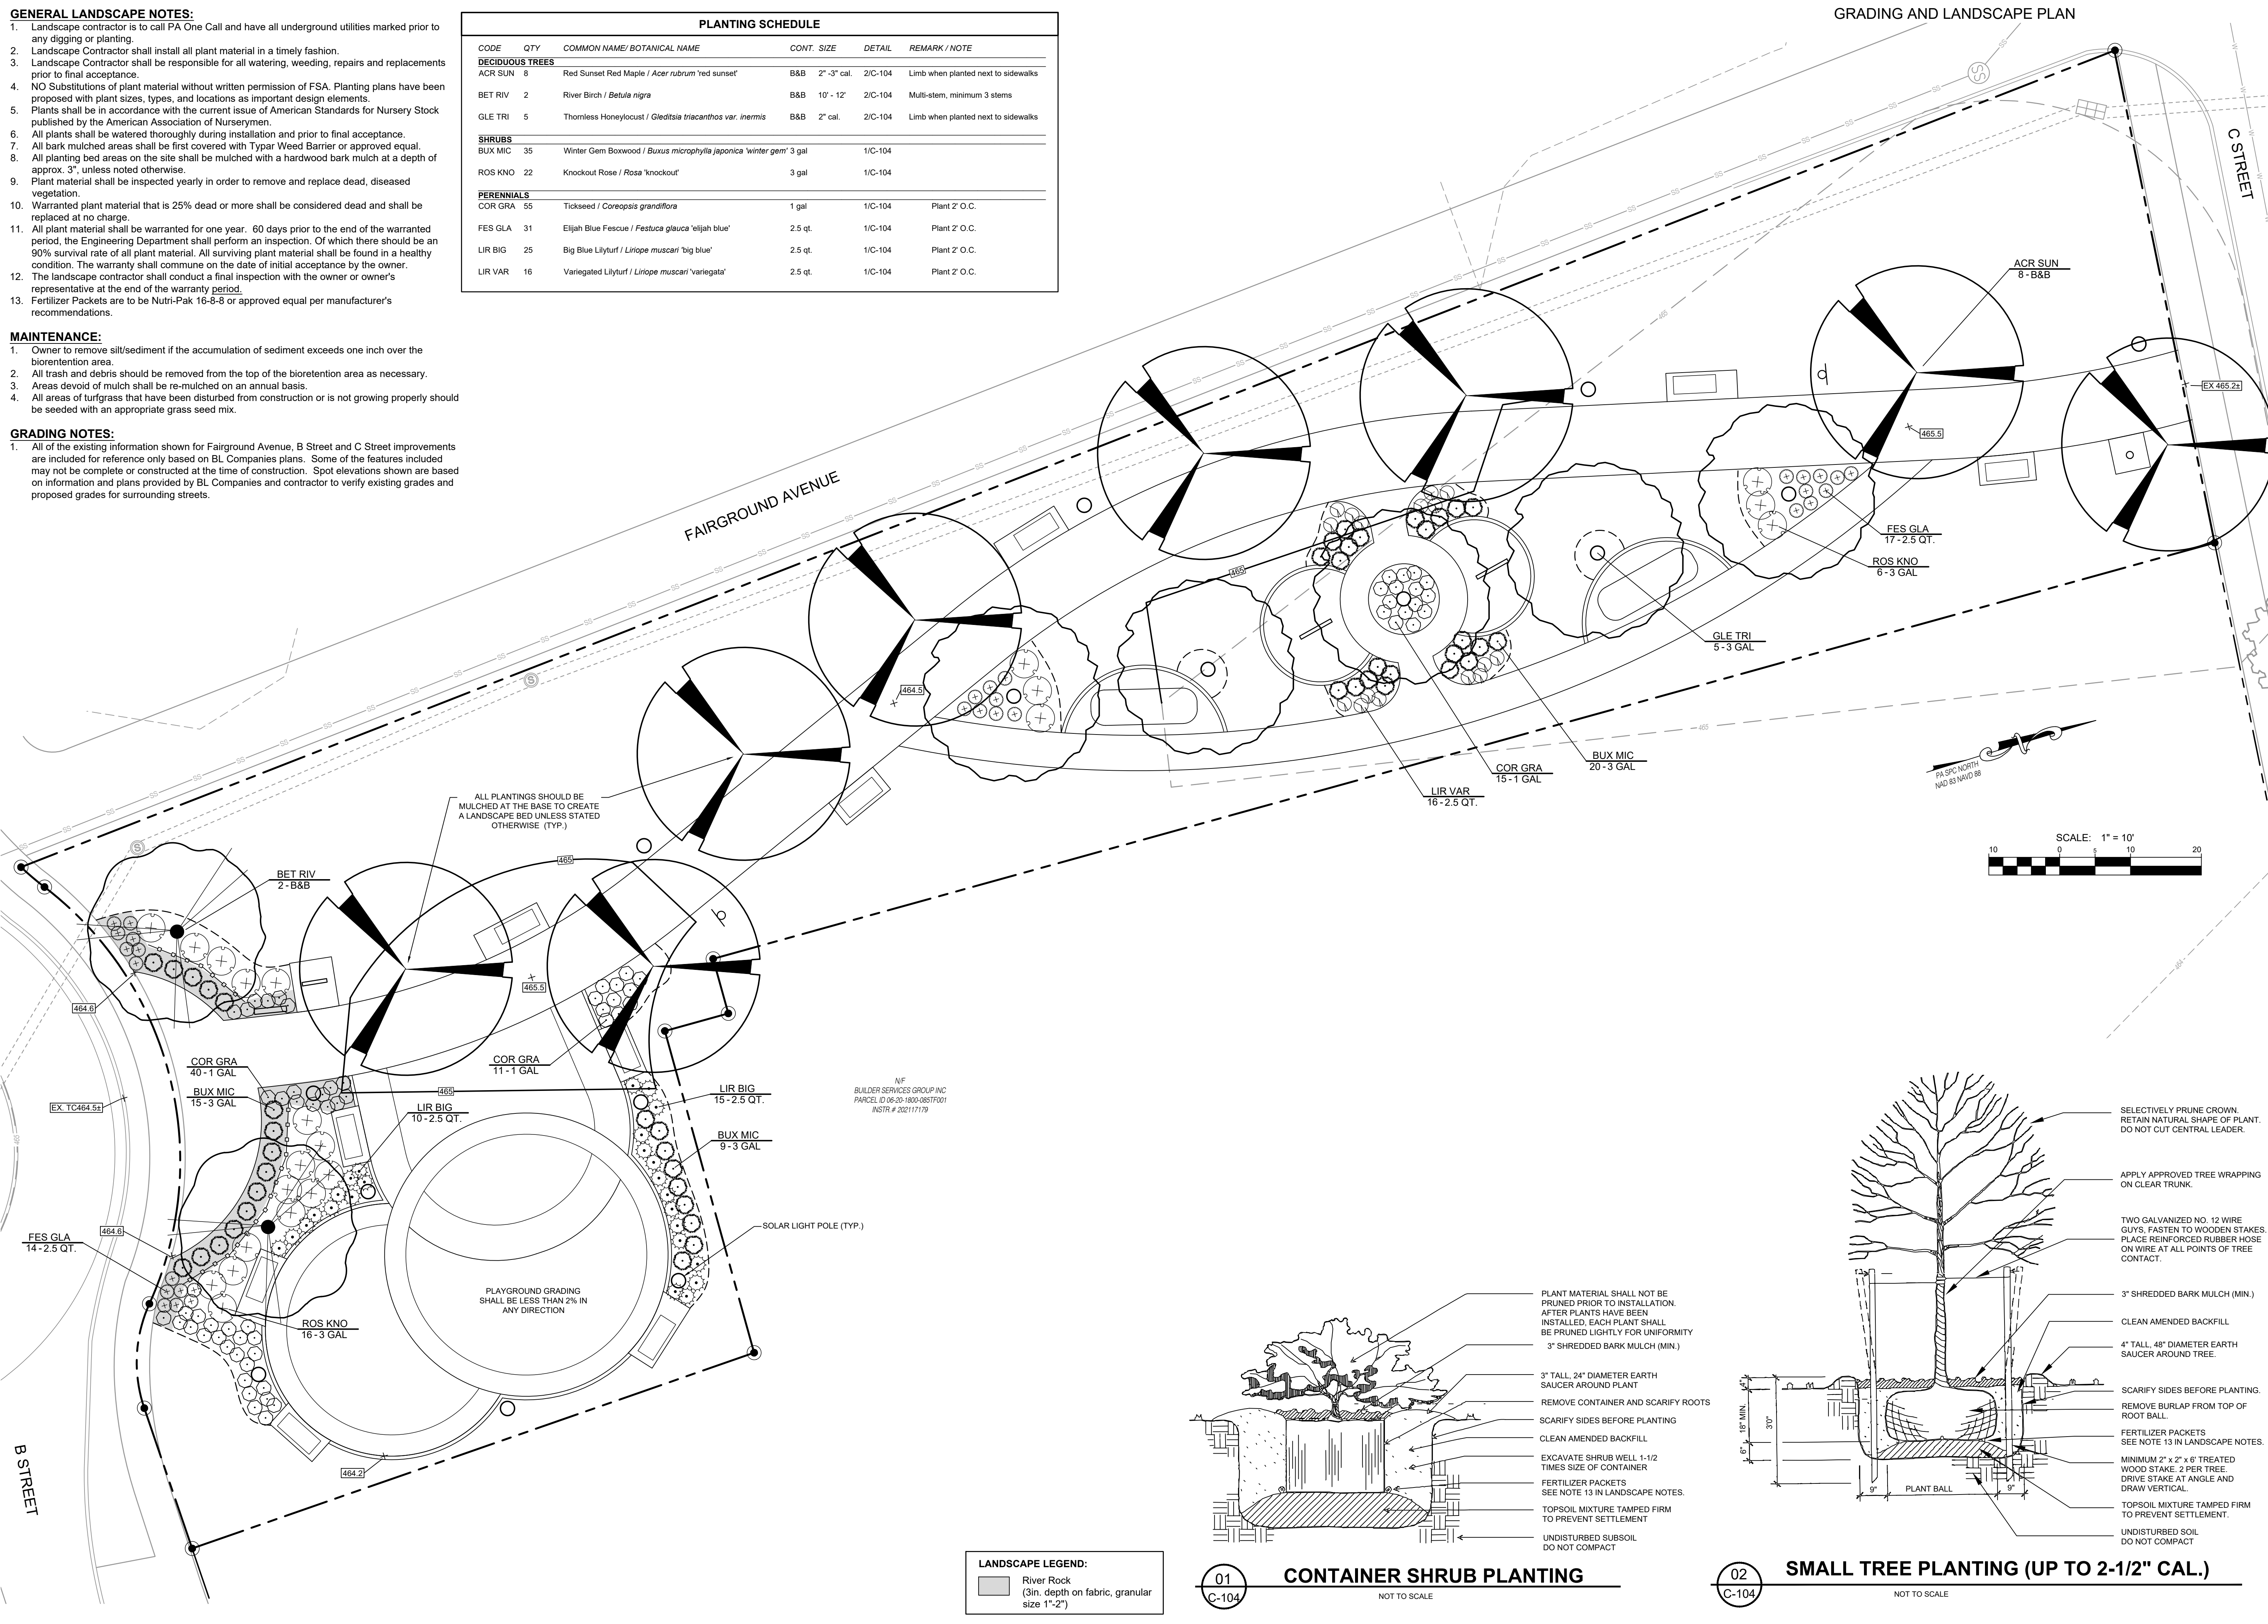 GENERAL LANDSCAPE NOTES:
1. Landscape contractor is to call PA One Call and have all underground utilities marked prior to
any digging or planting.
2. Landscape Contractor shall install all plant material in a timely fashion.
3. Landscape Contractor shall be responsible for all watering, weeding, repairs and replacements
prior to final acceptance.
4. NO Substitutions of plant material without written permission of FSA. Planting plans have been
proposed with plant sizes, types, and locations as important design elements.
5. Plants shall be in accordance with the current issue of American Standards for Nursery Stock
published by the American Association of Nurserymen.
6. All plants shall be watered thoroughly during installation and prior to final acceptance.
7. All bark mulched areas shall be first covered with Typar Weed Barrier or approved equal.
8. All planting bed areas on the site shall be mulched with a hardwood bark mulch at a depth of
approx. 3", unless noted otherwise.
9. Plant material shall be inspected yearly in order to remove and replace dead, diseased
vegetation.
10. Warranted plant material that is 25% dead or more shall be considered dead and shall be
replaced at no charge.
11. All plant material shall be warranted for one year. 60 days prior to the end of the warranted
period, the Engineering Department shall perform an inspection. Of which there should be an
90% survival rate of all plant material. All surviving plant material shall be found in a healthy
condition. The warranty shall commune on the date of initial acceptance by the owner.
12. The landscape contractor shall conduct a final inspection with the owner or owner's
representative at the end of the warranty period.
13. Fertilizer Packets are to be Nutri-Pak 16-8-8 or approved equal per manufacturer's
recommendations.
MAINTENANCE:
1. Owner to remove silt/sediment if the accumulation of sediment exceeds one inch over the
biorentention area.
2. All trash and debris should be removed from the top of the bioretention area as necessary.
3. Areas devoid of mulch shall be re-mulched on an annual basis.
4. All areas of turfgrass that have been disturbed from construction or is not growing properly should
be seeded with an appropriate grass seed mix.
GRADING NOTES:
1. All of the existing information shown for Fairground Avenue, B Street and C Street improvements
are included for reference only based on BL Companies plans. Some of the features included
may not be complete or constructed at the time of construction. Spot elevations shown are based
on information and plans provided by BL Companies and contractor to verify existing grades and
proposed grades for surrounding streets.
PLANTING SCHEDULE
CODE QTY COMMON NAME/ BOTANICAL NAME CONT. SIZE DETAIL REMARK / NOTE
DECIDUOUS TREES
ACR SUN 8 Red Sunset Red Maple / Acer rubrum 'red sunset' B&B 2" -3" cal. 2/C-104 Limb when planted next to sidewalks
BET RIV 2 River Birch / Betula nigra B&B 10' - 12' 2/C-104 Multi-stem, minimum 3 stems
GLE TRI 5 Thornless Honeylocust / Gleditsia triacanthos var. inermis B&B 2" cal. 2/C-104 Limb when planted next to sidewalks
SHRUBS
BUX MIC 35 Winter Gem Boxwood / Buxus microphylla japonica 'winter gem' 3 gal 1/C-104
ROS KNO 22 Knockout Rose / Rosa 'knockout' 3 gal 1/C-104
PERENNIALS
COR GRA 55 Tickseed / Coreopsis grandiflora 1 gal 1/C-104 Plant 2' O.C.
FES GLA 31 Elijah Blue Fescue / Festuca glauca 'elijah blue' 2.5 qt. 1/C-104 Plant 2' O.C.
LIR BIG 25 Big Blue Lilyturf / Liriope muscari 'big blue' 2.5 qt. 1/C-104 Plant 2' O.C.
LIR VAR 16 Variegated Lilyturf / Liriope muscari 'variegata' 2.5 qt. 1/C-104 Plant 2' O.C.
GRADING AND LANDSCAPE PLAN
C STREET
FAIRGROUND AVENUE
ACR SUN
8 - B&B
EX 465.2±
465.5
465
FES GLA
17 - 2.5 QT.
ROS KNO
6 - 3 GAL
465
GLE TRI
5 - 3 GAL
464.5
465
BUX MIC
20 - 3 GAL
COR GRA
15 - 1 GAL
LIR VAR
16 - 2.5 QT.
PA SPC NORTH
NAD 83 NAVD 88
N
SCALE: 1" = 10'
10 0 5 10 20
464
ALL PLANTINGS SHOULD BE
MULCHED AT THE BASE TO CREATE
A LANDSCAPE BED UNLESS STATED
OTHERWISE (TYP.)
465
BET RIV
2 - B&B
465.5
464.6
COR GRA
40 - 1 GAL
COR GRA
11 - 1 GAL
BUX MIC
15 - 3 GAL
465
LIR BIG
10 - 2.5 QT.
LIR BIG
15 - 2.5 QT.
EX. TC464.5±
465
BUX MIC
9 - 3 GAL
N/F
BUILDER SERVICES GROUP INC
PARCEL ID 06-20-1800-085TF001
INSTR.# 202117179
464.6
FES GLA
14 - 2.5 QT.
SOLAR LIGHT POLE (TYP.)
PLAYGROUND GRADING
SHALL BE LESS THAN 2% IN
ANY DIRECTION
ROS KNO
16 - 3 GAL
464.2
B STREET
LANDSCAPE LEGEND:
River Rock
(3in. depth on fabric, granular
size 1"-2")
PLANT MATERIAL SHALL NOT BE
PRUNED PRIOR TO INSTALLATION.
AFTER PLANTS HAVE BEEN
INSTALLED, EACH PLANT SHALL
BE PRUNED LIGHTLY FOR UNIFORMITY
3" SHREDDED BARK MULCH (MIN.)
3" TALL, 24" DIAMETER EARTH
SAUCER AROUND PLANT
REMOVE CONTAINER AND SCARIFY ROOTS
SCARIFY SIDES BEFORE PLANTING
CLEAN AMENDED BACKFILL
EXCAVATE SHRUB WELL 1-1/2
TIMES SIZE OF CONTAINER
FERTILIZER PACKETS
SEE NOTE 13 IN LANDSCAPE NOTES.
TOPSOIL MIXTURE TAMPED FIRM
TO PREVENT SETTLEMENT
UNDISTURBED SUBSOIL
DO NOT COMPACT
01
C-104
CONTAINER SHRUB PLANTING
NOT TO SCALE
SELECTIVELY PRUNE CROWN.
RETAIN NATURAL SHAPE OF PLANT.
DO NOT CUT CENTRAL LEADER.
APPLY APPROVED TREE WRAPPING
ON CLEAR TRUNK.
TWO GALVANIZED NO. 12 WIRE
GUYS, FASTEN TO WOODEN STAKES.
PLACE REINFORCED RUBBER HOSE
ON WIRE AT ALL POINTS OF TREE
CONTACT.
3" SHREDDED BARK MULCH (MIN.)
CLEAN AMENDED BACKFILL
4" TALL, 48" DIAMETER EARTH
SAUCER AROUND TREE.
SCARIFY SIDES BEFORE PLANTING.
REMOVE BURLAP FROM TOP OF
ROOT BALL.
FERTILIZER PACKETS
SEE NOTE 13 IN LANDSCAPE NOTES.
MINIMUM 2" x 2" x 6' TREATED
WOOD STAKE. 2 PER TREE.
DRIVE STAKE AT ANGLE AND
DRAW VERTICAL.
TOPSOIL MIXTURE TAMPED FIRM
TO PREVENT SETTLEMENT.
UNDISTURBED SOIL
DO NOT COMPACT
4"
18" MIN.
6"
3'0"
9" PLANT BALL 9"
02
C-104
SMALL TREE PLANTING (UP TO 2-1/2" CAL.)
NOT TO SCALE